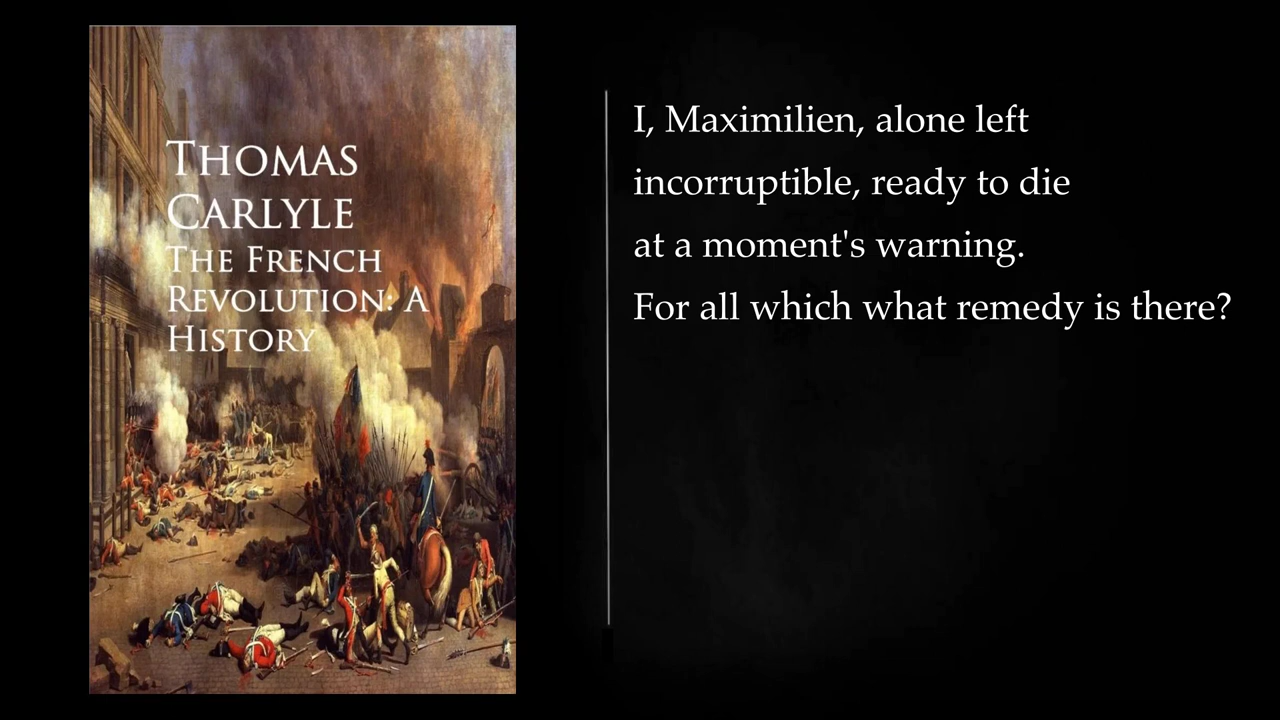 THOMAS
CARLYLE
THE FRENCH
REVOLUTION: A
HISTORY
I, Maximilien, alone left
incorruptible, ready to die
at a moment's warning.
For all which what remedy is there?